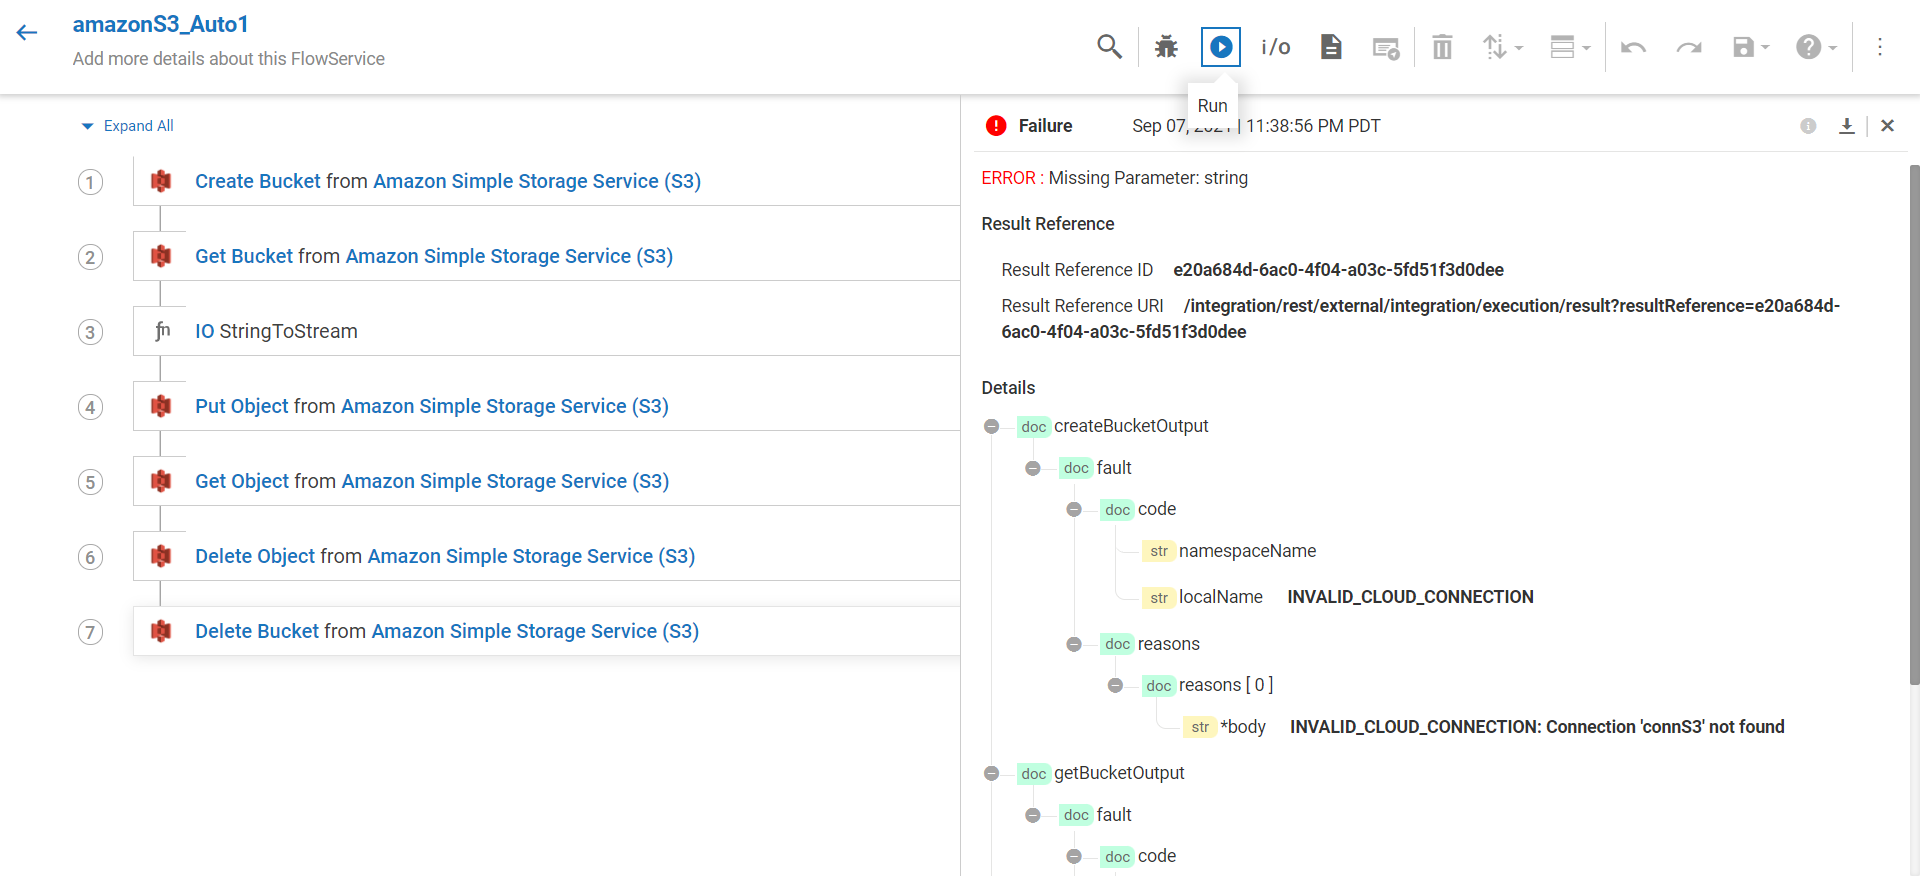 amazonS3_Auto1
Add more details about this FlowService
i/o
Run
Expand All
1
Create Bucket from Amazon Simple Storage Service (S3)
2
Get Bucket from Amazon Simple Storage Service (S3)
3
fn IO StringToStream
4
Put Object from Amazon Simple Storage Service (S3)
5
Get Object from Amazon Simple Storage Service (S3)
6
Delete Object from Amazon Simple Storage Service (S3)
7
Delete Bucket from Amazon Simple Storage Service (S3)
Failure Sep 07, 2021 | 11:38:56 PM PDT
ERROR : Missing Parameter: string
Result Reference
Result Reference ID e20a684d-6ac0-4f04-a03c-5fd51f3d0dee
Result Reference URI /integration/rest/external/integration/execution/result?resultReference=e20a684d-
6ac0-4f04-a03c-5fd51f3d0dee
Details
doc createBucketOutput
doc fault
doc code
str namespaceName
str localName INVALID_CLOUD_CONNECTION
doc reasons
doc reasons [ 0 ]
str *body INVALID_CLOUD_CONNECTION: Connection 'connS3' not found
doc getBucketOutput
doc fault
doc code